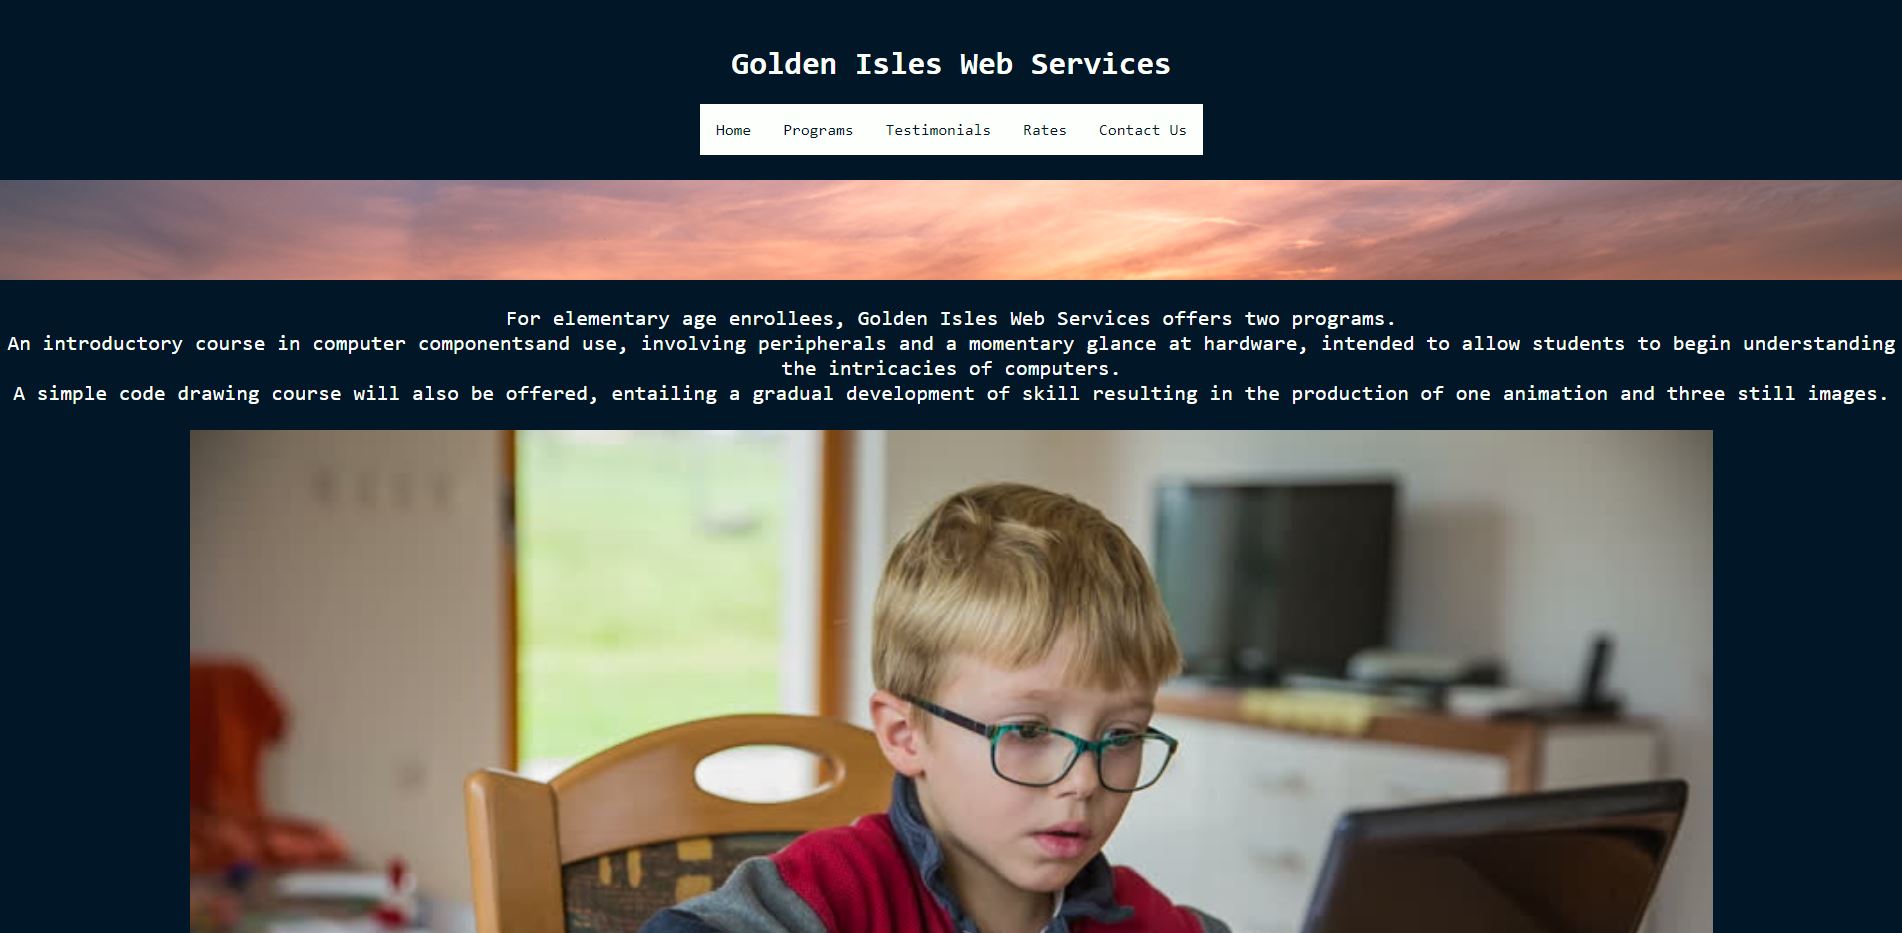 Golden Isles Web Services
Home Programs Testimonials Rates Contact Us
For elementary age enrollees, Golden Isles Web Services offers two programs.
An introductory course in computer componentsand use, involving peripherals and a momentary glance at hardware, intended to allow students to begin understanding
the intricacies of computers.
A simple code drawing course will also be offered, entailing a gradual development of skill resulting in the production of one animation and three still images.